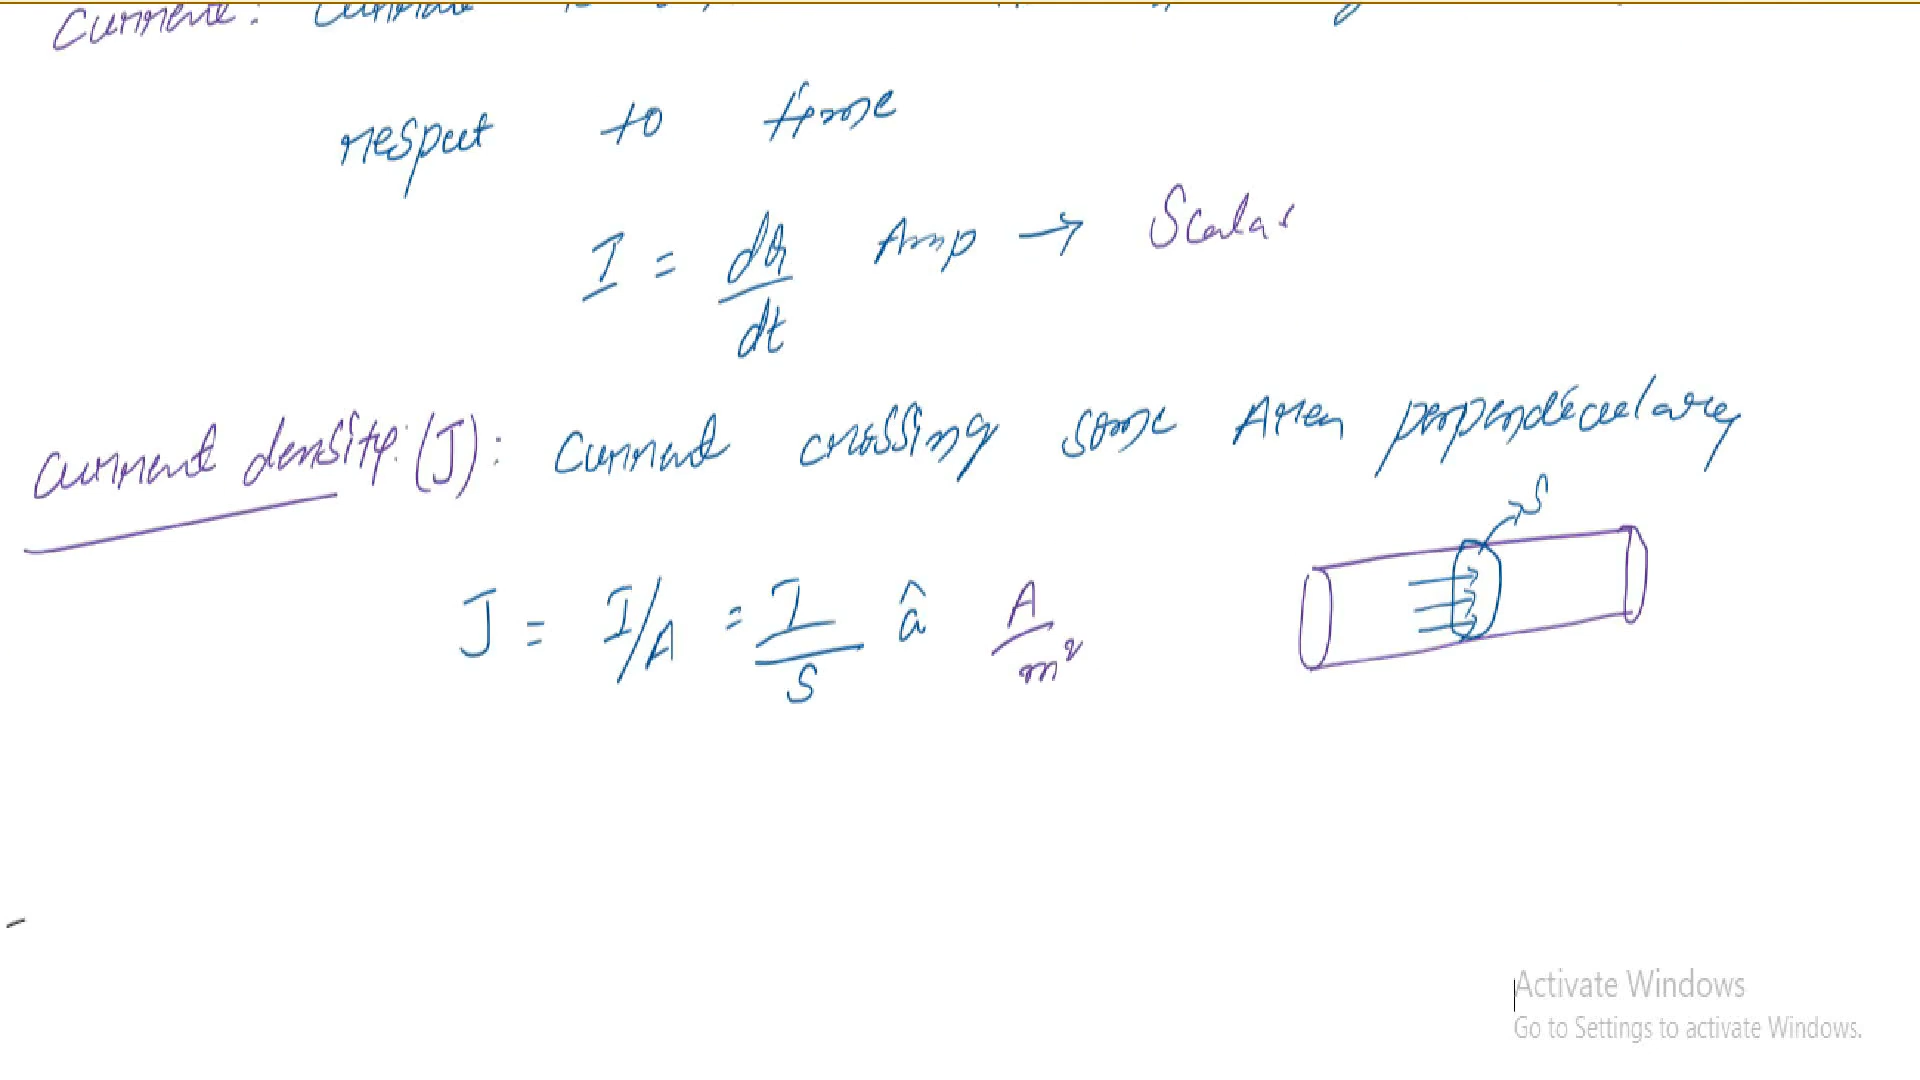 Current:
respect to time
I = dQ/dt Amp → Scalar
Current density: (J): Current crossing some Area perpendicularly
S
J = I/A = I/S â A/m²
Activate Windows
Go to Settings to activate Windows.